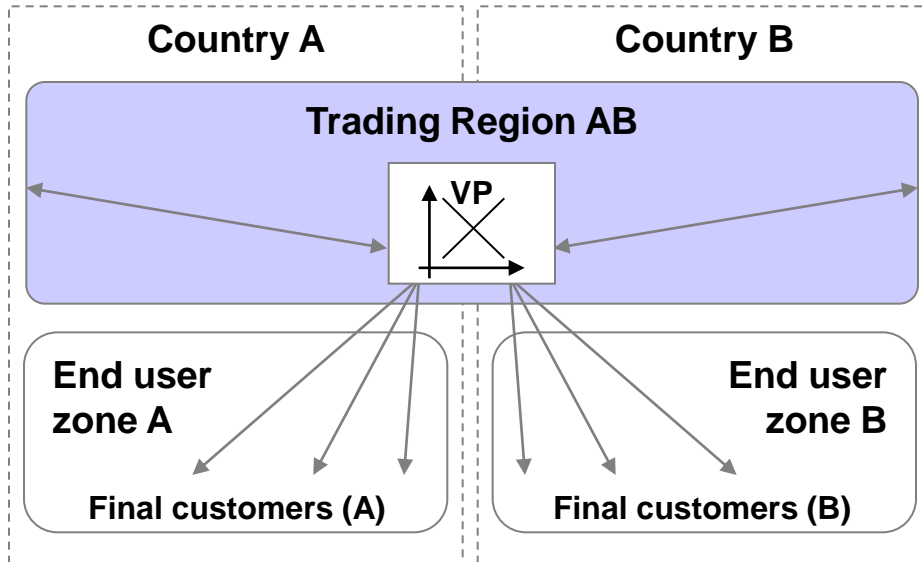 Country A
Country B
Trading Region AB
VP
End user
zone A
End user
zone B
Final customers (A)
Final customers (B)